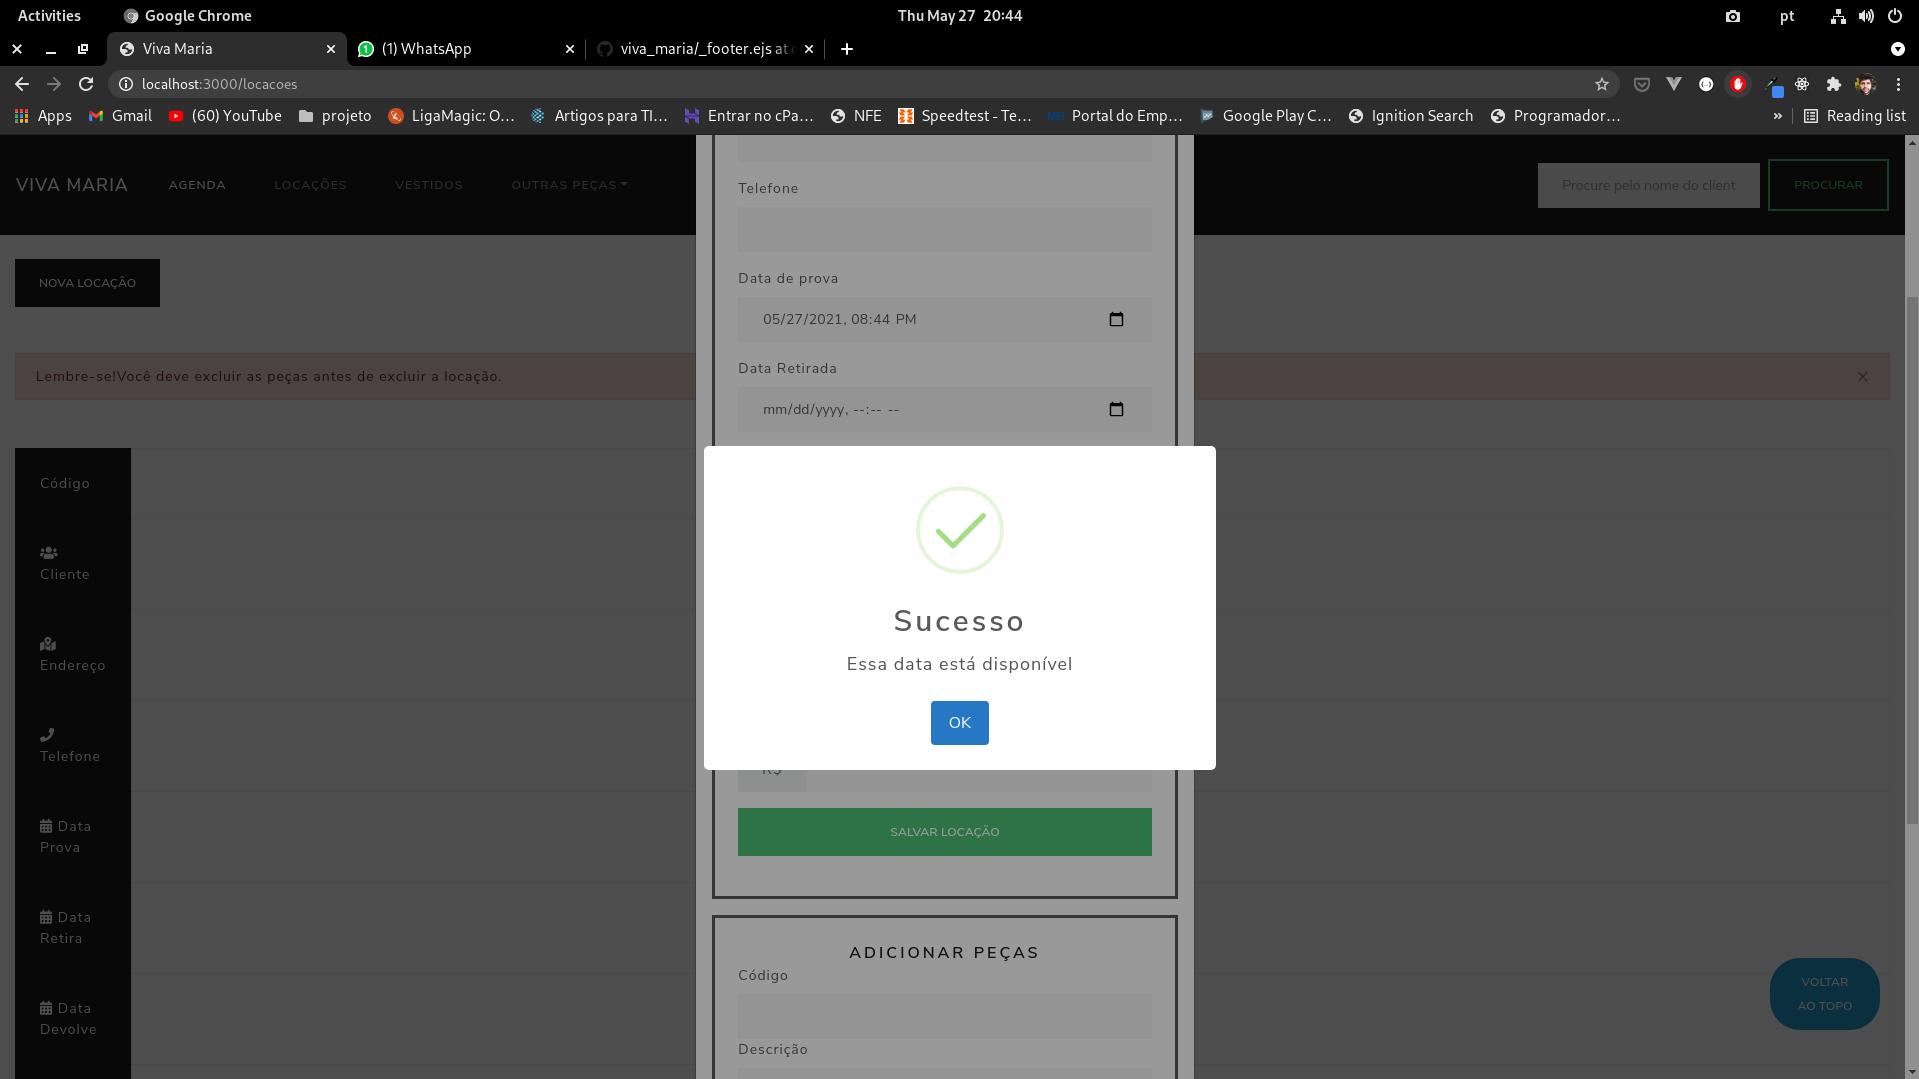 Activities
Google Chrome
Thu May 27 20:44
pt
Viva Maria
(1) WhatsApp
viva_maria/_footer.ejs at
localhost:3000/locacoes
Apps
Gmail
(60) YouTube
projeto
LigaMagic: O...
Artigos para TI...
Entrar no cPa...
NFE
Speedtest - Te...
Portal do Emp...
Google Play C...
Ignition Search
Programador...
»
Reading list
VIVA MARIA
AGENDA
LOCAÇÕES
VESTIDOS
OUTRAS PEÇAS
Procure pelo nome do client
PROCURAR
Telefone
Data de prova
05/27/2021, 08:44 PM
Data Retirada
mm/dd/yyyy, --:-- --
NOVA LOCAÇÃO
Lembre-se!Você deve excluir as peças antes de excluir a locação.
×
Código
Cliente
Endereço
Telefone
Data
Prova
Data
Retira
Data
Devolve
Sucesso
Essa data está disponível
OK
R$
SALVAR LOCAÇÃO
ADICIONAR PEÇAS
Código
Descrição
VOLTAR
AO TOPO